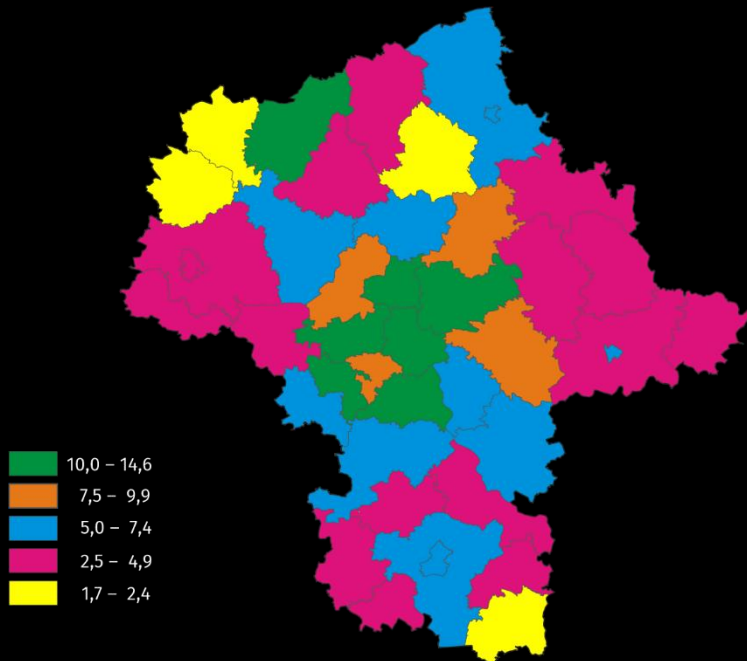 10,0 – 14,6
7,5 – 9,9
5,0 – 7,4
2,5 – 4,9
1,7 – 2,4